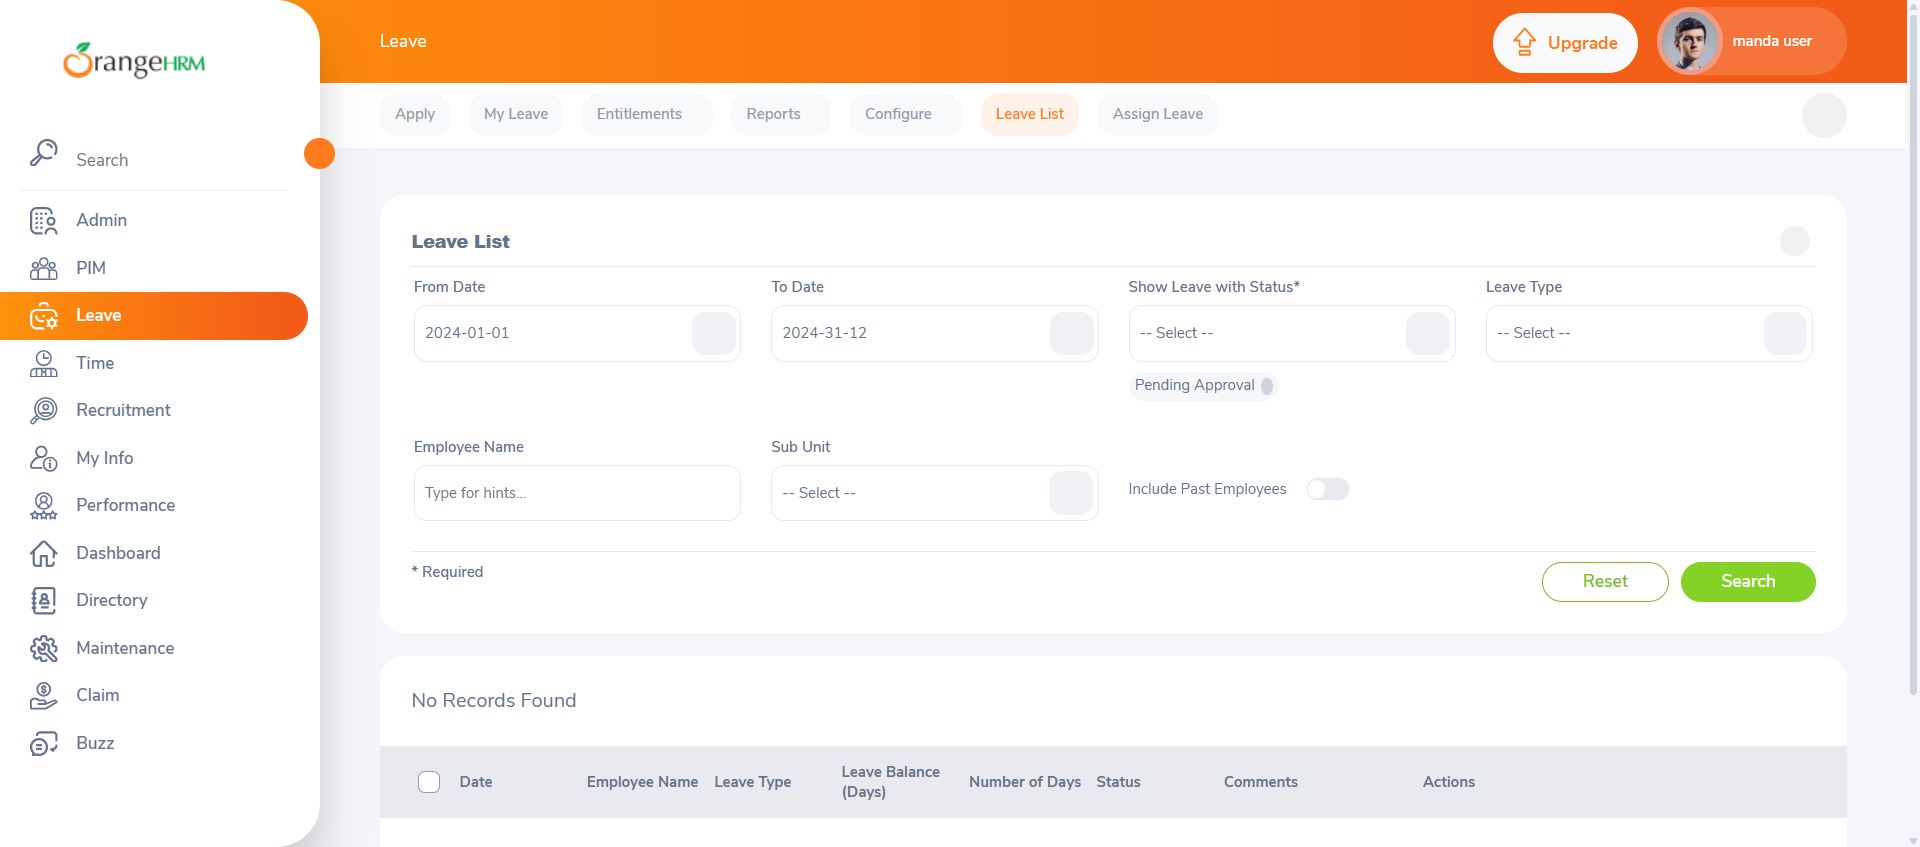 OrangeHRM
Leave
Upgrade
manda user
Apply
My Leave
Entitlements
Reports
Configure
Leave List
Assign Leave
Search
Admin
PIM
Leave
Time
Recruitment
My Info
Performance
Dashboard
Directory
Maintenance
Claim
Buzz
Leave List
From Date
To Date
Show Leave with Status*
Leave Type
2024-01-01
2024-31-12
-- Select --
-- Select --
Pending Approval
Employee Name
Sub Unit
Type for hints...
-- Select --
Include Past Employees
* Required
Reset
Search
No Records Found
Date
Employee Name
Leave Type
Leave Balance
(Days)
Number of Days
Status
Comments
Actions